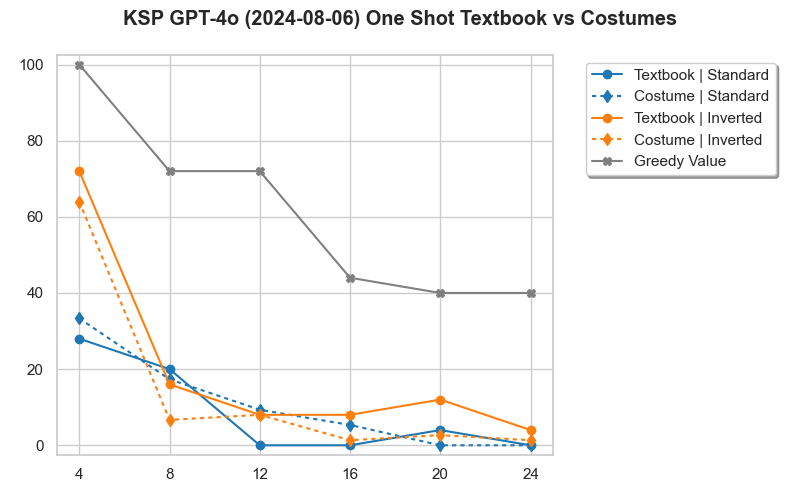 KSP GPT-4o (2024-08-06) One Shot Textbook vs Costumes
100
80
60
40
20
0
4 8 12 16 20 24
Textbook | Standard
Costume | Standard
Textbook | Inverted
Costume | Inverted
Greedy Value